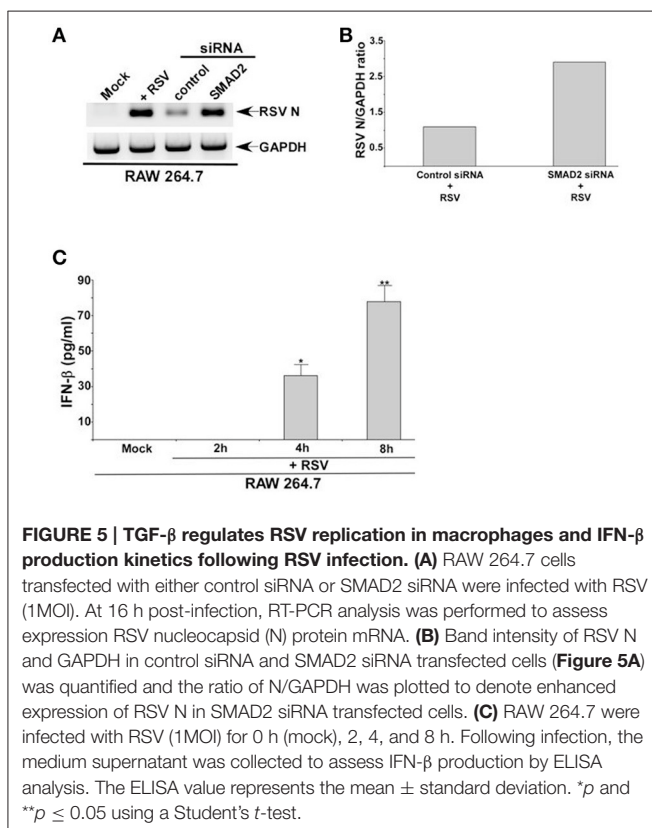 A
siRNA
Mock
+ RSV
control
SMAD2
RSV N
GAPDH
RAW 264.7
B
RSV N/GAPDH ratio
3.5
2.5
1.5
0.5
Control siRNA
+
RSV
SMAD2 siRNA
+
RSV
C
IFN-β (pg/ml)
90
70
50
30
10
*
**
Mock
2h
4h
8h
+ RSV
RAW 264.7
FIGURE 5 | TGF-β regulates RSV replication in macrophages and IFN-β
production kinetics following RSV infection. (A) RAW 264.7 cells
transfected with either control siRNA or SMAD2 siRNA were infected with RSV
(1MOI). At 16 h post-infection, RT-PCR analysis was performed to assess
expression RSV nucleocapsid (N) protein mRNA. (B) Band intensity of RSV N
and GAPDH in control siRNA and SMAD2 siRNA transfected cells (Figure 5A)
was quantified and the ratio of N/GAPDH was plotted to denote enhanced
expression of RSV N in SMAD2 siRNA transfected cells. (C) RAW 264.7 were
infected with RSV (1MOI) for 0 h (mock), 2, 4, and 8 h. Following infection, the
medium supernatant was collected to assess IFN-β production by ELISA
analysis. The ELISA value represents the mean ± standard deviation. *p and
**p ≤ 0.05 using a Student's t-test.